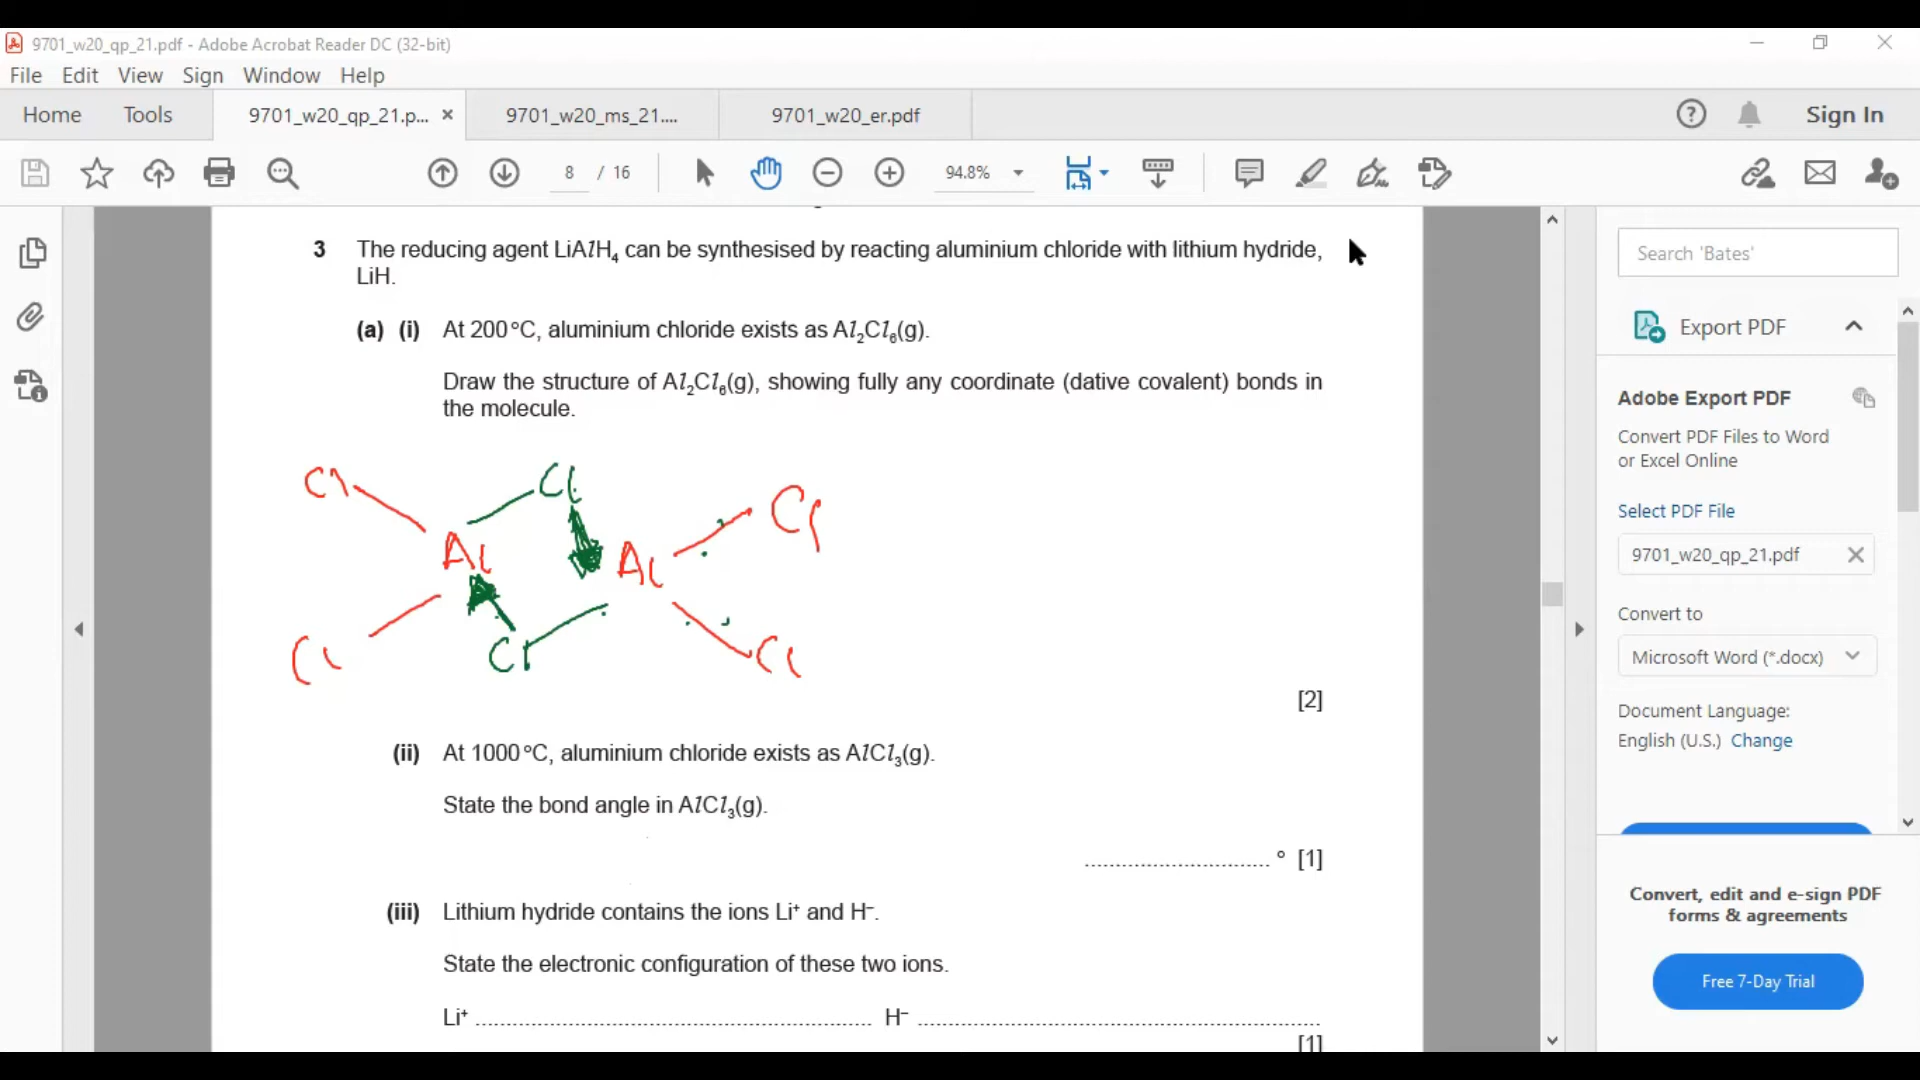 9701_w20_qp_21.pdf - Adobe Acrobat Reader DC (32-bit)
File Edit View Sign Window Help
Home Tools 9701_w20_qp_21.p... × 9701_w20_ms_21.... 9701_w20_er.pdf Sign In
8 / 16 94.8%
3 The reducing agent LiAlH₄ can be synthesised by reacting aluminium chloride with lithium hydride,
LiH.
(a) (i) At 200 °C, aluminium chloride exists as Al₂Cl₆(g).
Draw the structure of Al₂Cl₆(g), showing fully any coordinate (dative covalent) bonds in
the molecule.
Cl Cl Cl
Al Al
Cl Cl Cl
[2]
(ii) At 1000 °C, aluminium chloride exists as AlCl₃(g).
State the bond angle in AlCl₃(g).
.............................. ° [1]
(iii) Lithium hydride contains the ions Li⁺ and H⁻.
State the electronic configuration of these two ions.
Li⁺ ................................................................ H⁻ .................................................................
[1]
Search 'Bates'
Export PDF
Adobe Export PDF
Convert PDF Files to Word
or Excel Online
Select PDF File
9701_w20_qp_21.pdf
Convert to
Microsoft Word (*.docx)
Document Language:
English (U.S.) Change
Convert, edit and e-sign PDF
forms & agreements
Free 7-Day Trial